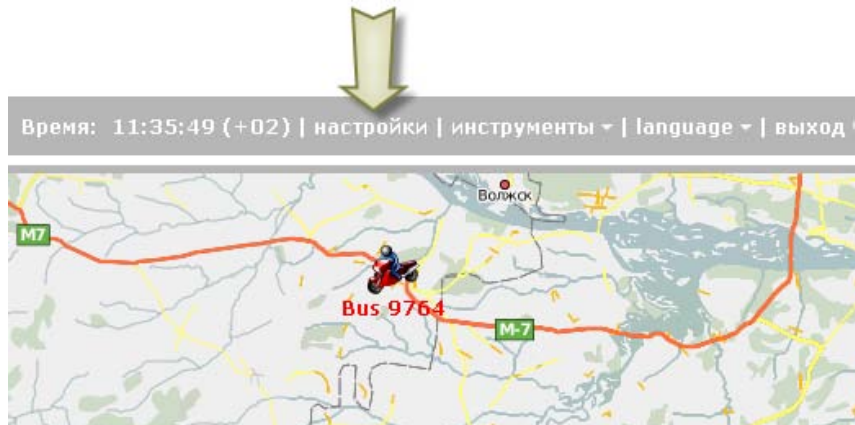 Время: 11:35:49 (+02) | настройки | инструменты | language | выход
Волжск
M7
Bus 9764
M-7